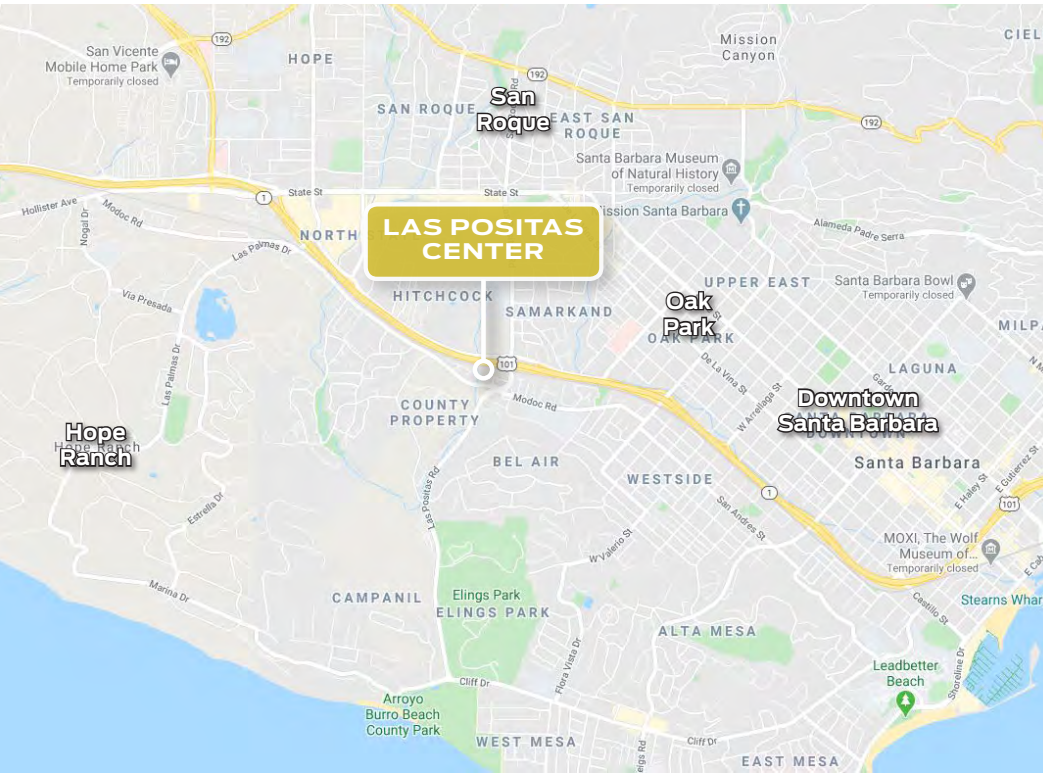 192
San Vicente
Mobile Home Park
Temporarily closed
HOPE
Mission
Canyon
CIEL
192
San
Roque
SAN ROQUE
EAST SAN
ROQUE
192
Santa Barbara Museum
of Natural History
Temporarily closed
1
State St
State St
Hollister Ave
Modoc Rd
Nogal Dr
ission Santa Barbara
Alameda Padre Serra
NORTH
LAS POSITAS
CENTER
Las Palmas Dr
UPPER EAST
Santa Barbara Bowl
Temporarily closed
Via Presada
HITCHCOCK
SAMARKAND
Oak
Park
OAK PARK
MILPA
Las Palmas Dr
101
De La Vina St
LAGUNA
COUNTY
PROPERTY
Modoc Rd
W Arrellaga St
Downtown
Santa Barbara
DOWNTOWN
Hope
Ranch
Hope Ranch
BEL AIR
Santa Barbara
WESTSIDE
Las Positas Rd
Estrella Dr
1
San Andres St
E Haley St
E Gutierrez St
101
W Valerio St
MOXI, The Wolf
Museum of...
Temporarily closed
Marina Dr
CAMPANIL
Elings Park
ELINGS PARK
Castillo St
Stearns Whar
ALTA MESA
Flora Vista Dr
Leadbetter
Beach
Shoreline Dr
Cliff Dr
Arroyo
Burro Beach
County Park
WEST MESA
Cliff Dr
EAST MESA